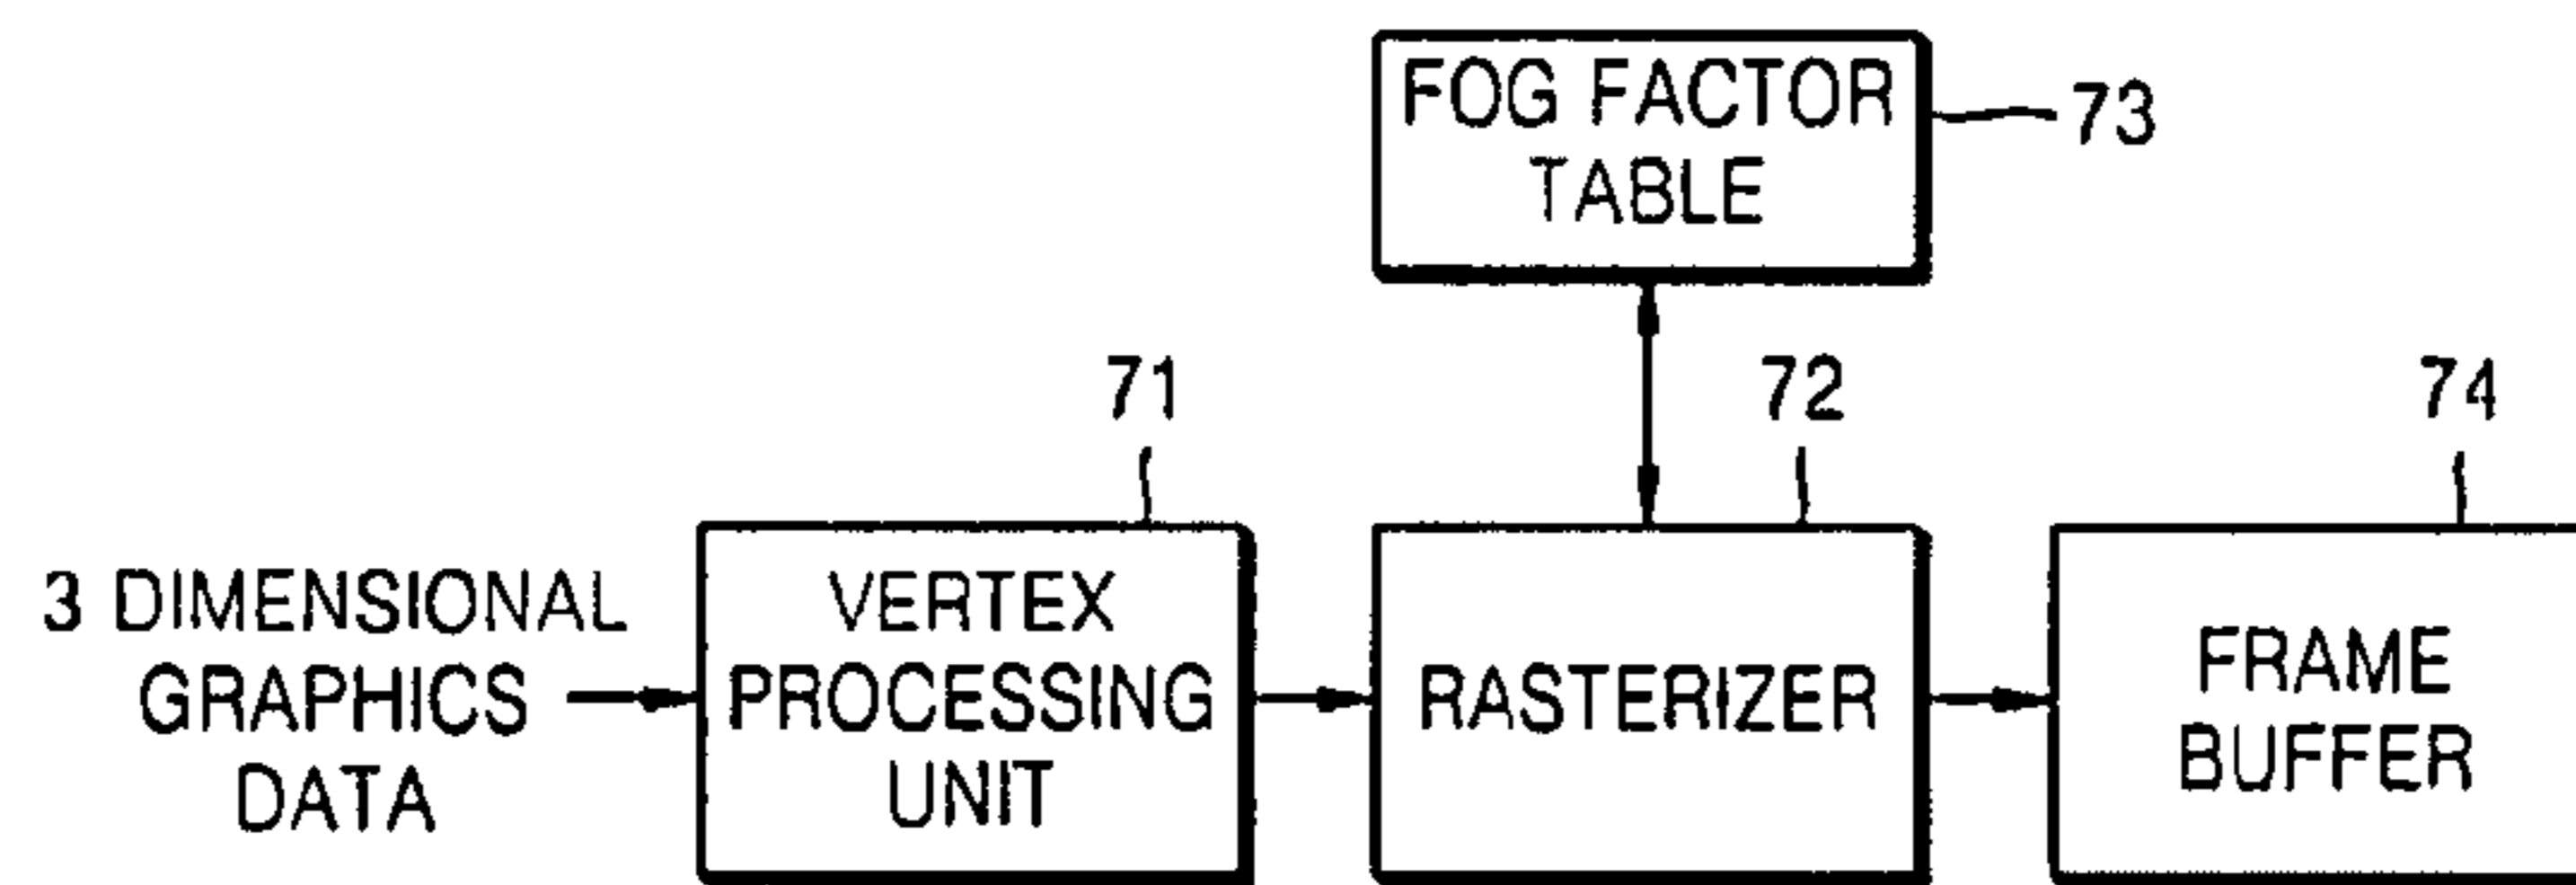 FOG FACTOR
TABLE
73
71
72
74
3 DIMENSIONAL
GRAPHICS
DATA
VERTEX
PROCESSING
UNIT
RASTERIZER
FRAME
BUFFER